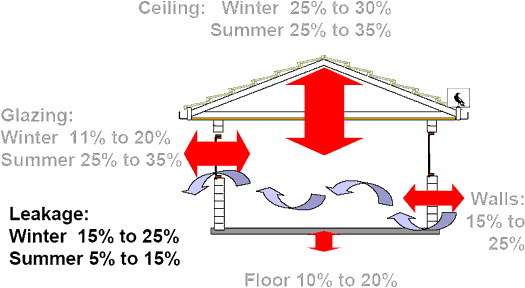 Ceiling: Winter 25% to 30%
Summer 25% to 35%
Glazing:
Winter 11% to 20%
Summer 25% to 35%
Leakage:
Winter 15% to 25%
Summer 5% to 15%
Walls:
15% to
25%
Floor 10% to 20%